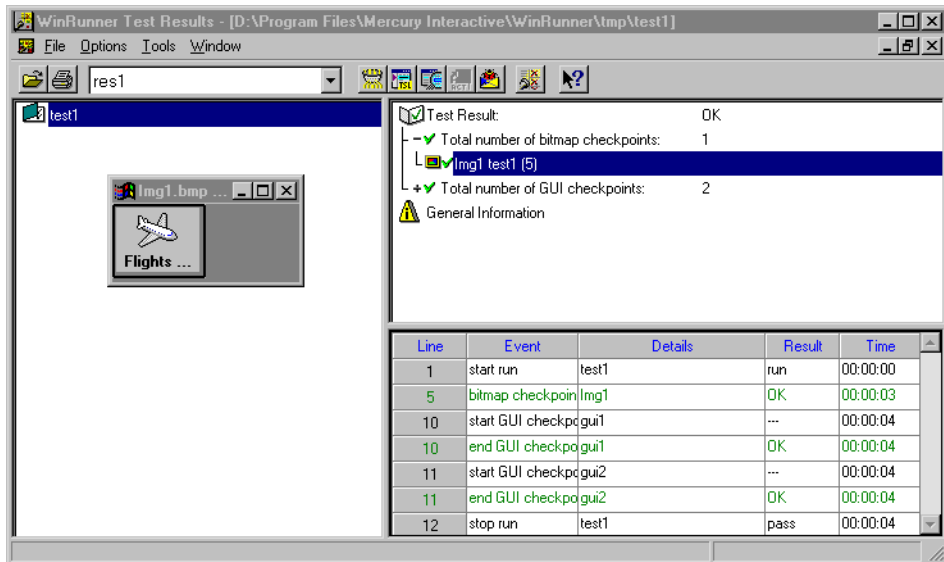 WinRunner Test Results - [D:\Program Files\Mercury Interactive\WinRunner\tmp\test1]
File Options Tools Window
res1
TSL
RCT
test1
Img1.bmp ...
Flights ...
Test Result: OK
Total number of bitmap checkpoints: 1
Img1 test1 (5)
Total number of GUI checkpoints: 2
General Information
Line Event Details Result Time
1 start run test1 run 00:00:00
5 bitmap checkpoin Img1 OK 00:00:03
10 start GUI checkpo gui1 --- 00:00:04
10 end GUI checkpo gui1 OK 00:00:04
11 start GUI checkpo gui2 --- 00:00:04
11 end GUI checkpo gui2 OK 00:00:04
12 stop run test1 pass 00:00:04